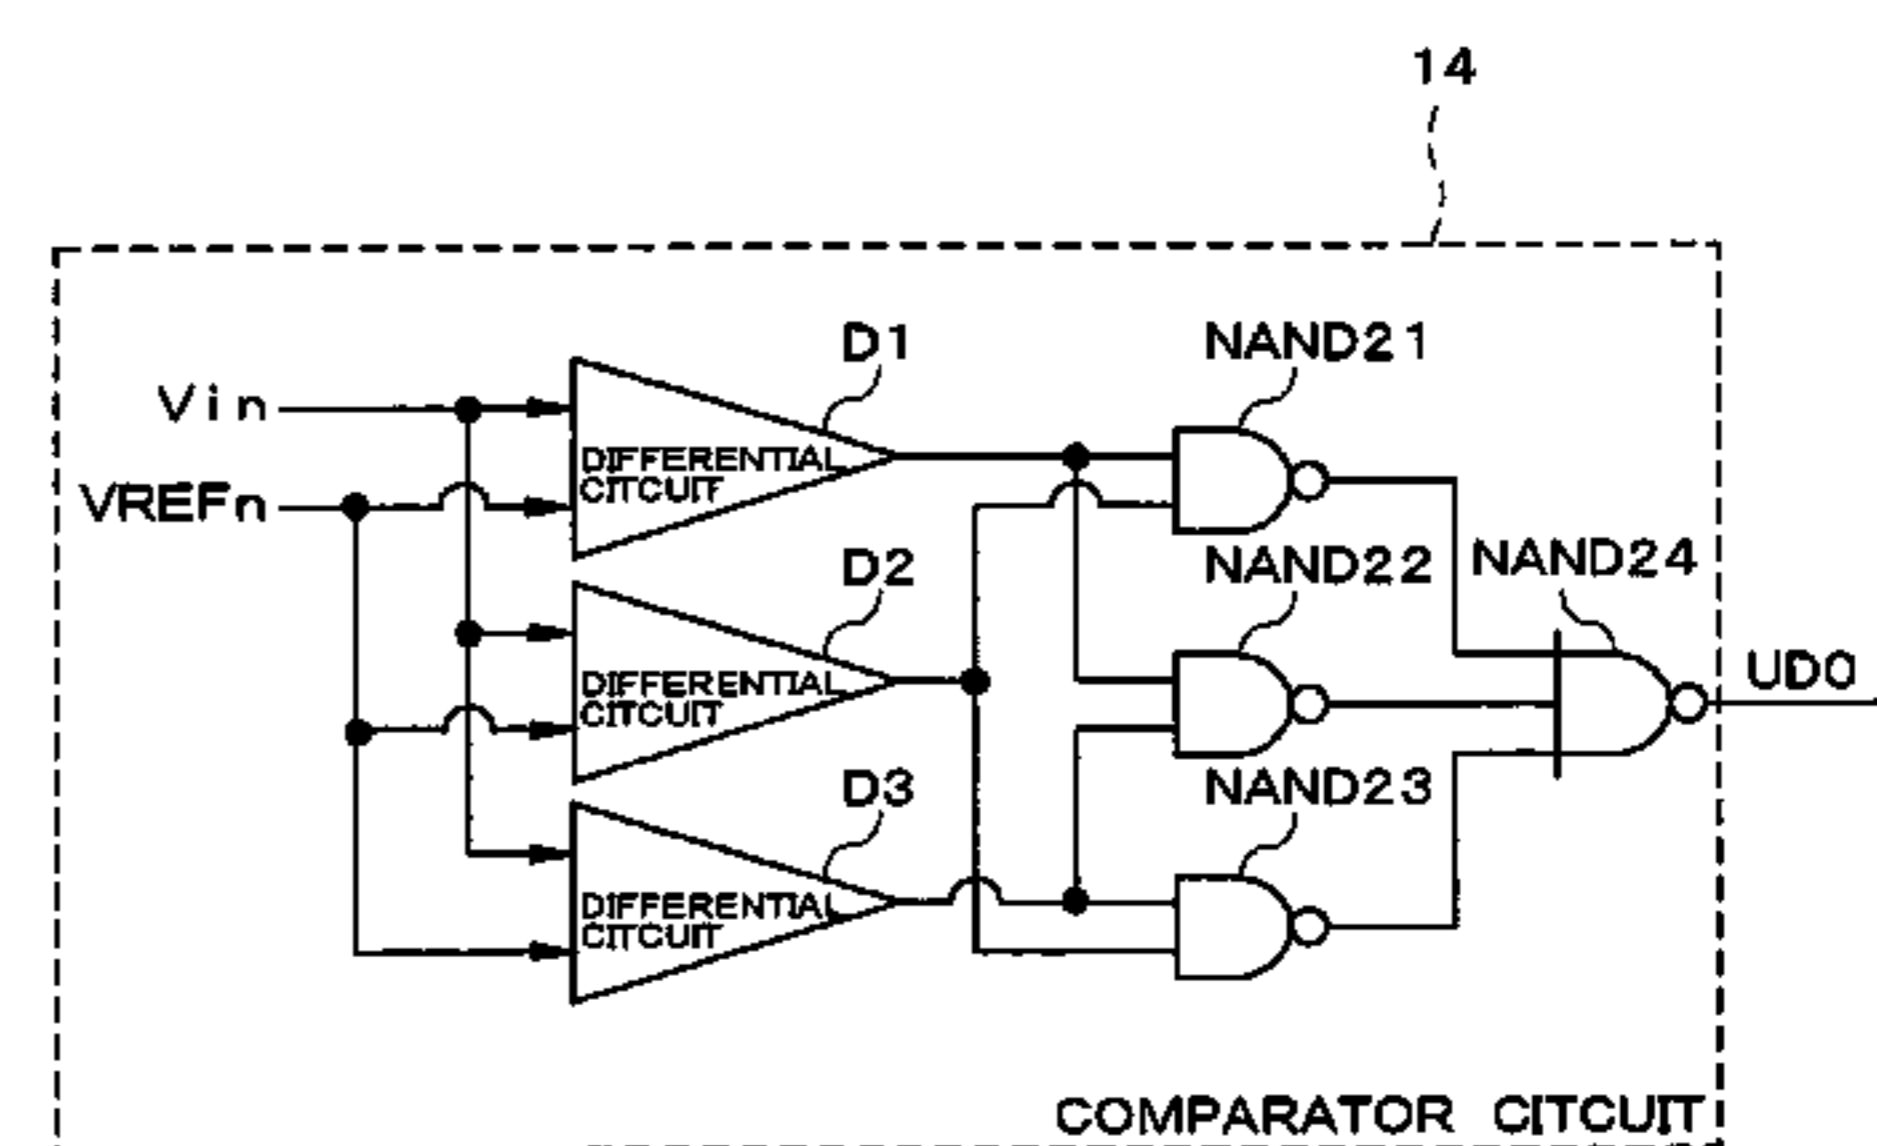 14
D1
NAND21
Vin
DIFFERENTIAL
CITCUIT
VREFn
D2
NAND22
NAND24
DIFFERENTIAL
CITCUIT
UD0
D3
NAND23
DIFFERENTIAL
CITCUIT
COMPARATOR CITCUIT